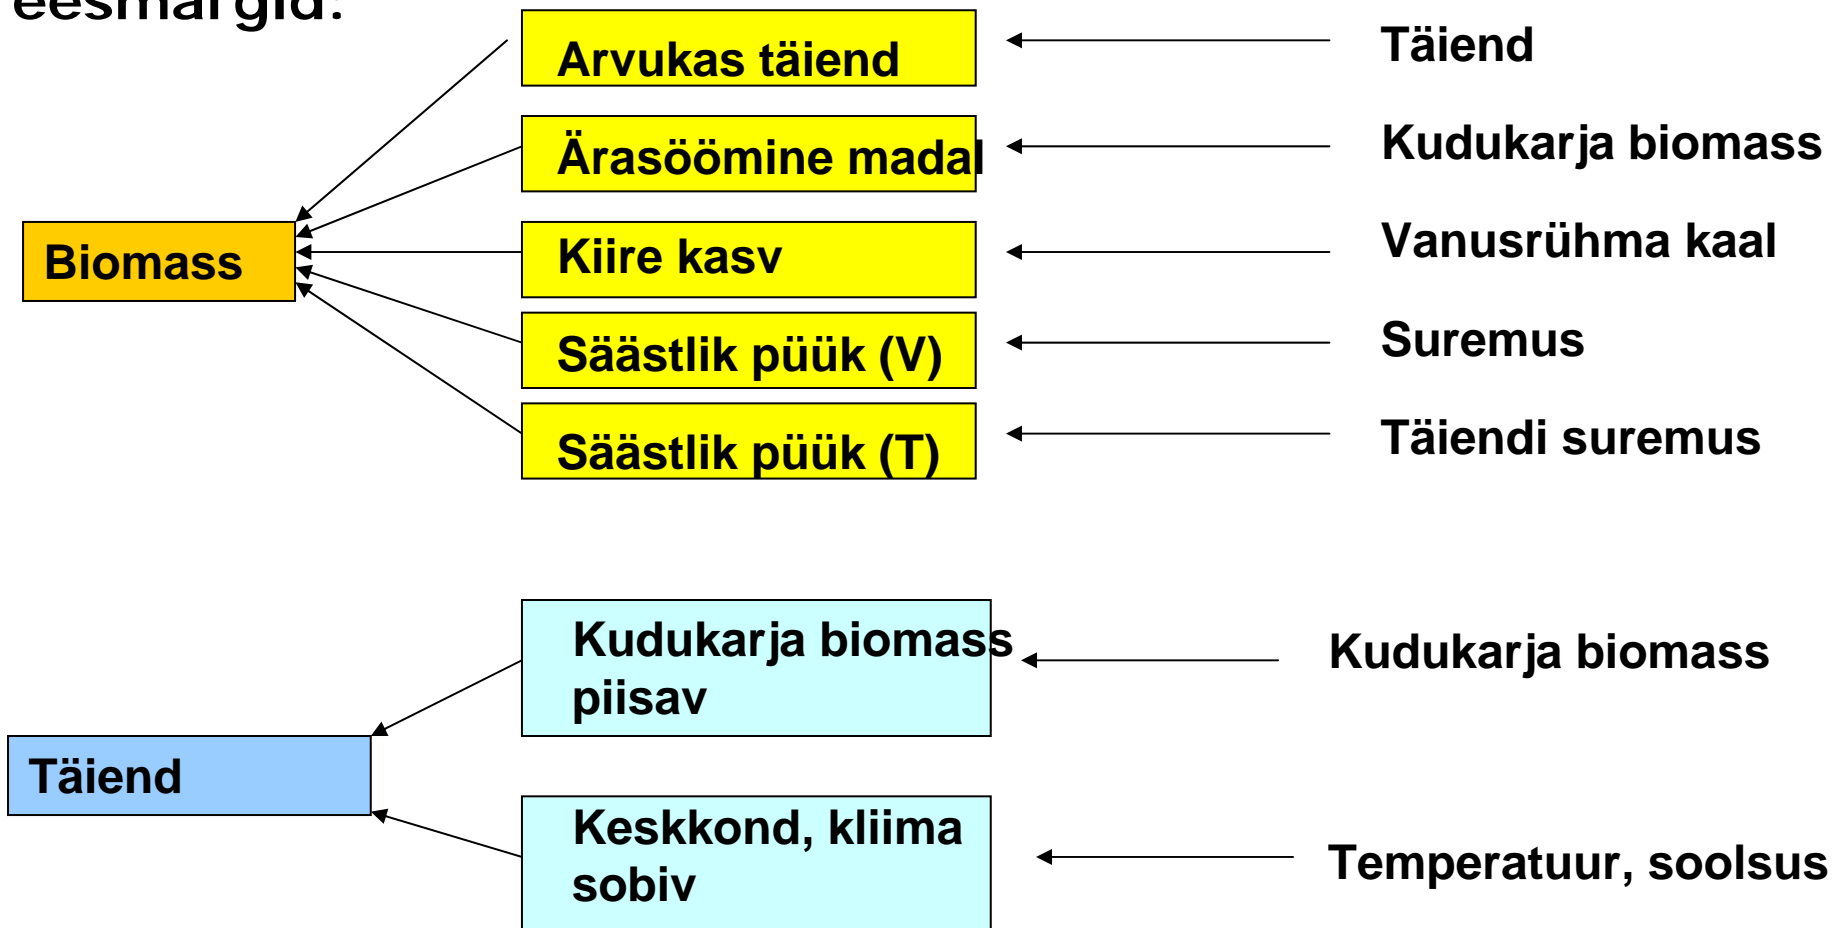 eesmärgid:
Arvukas täiend
Täiend
Ärasöömine madal
Kudukarja biomass
Biomass
Kiire kasv
Vanusrühma kaal
Säästlik püük (V)
Suremus
Säästlik püük (T)
Täiendi suremus
Kudukarja biomass
piisav
Kudukarja biomass
Täiend
Keskkond, kliima
sobiv
Temperatuur, soolsus